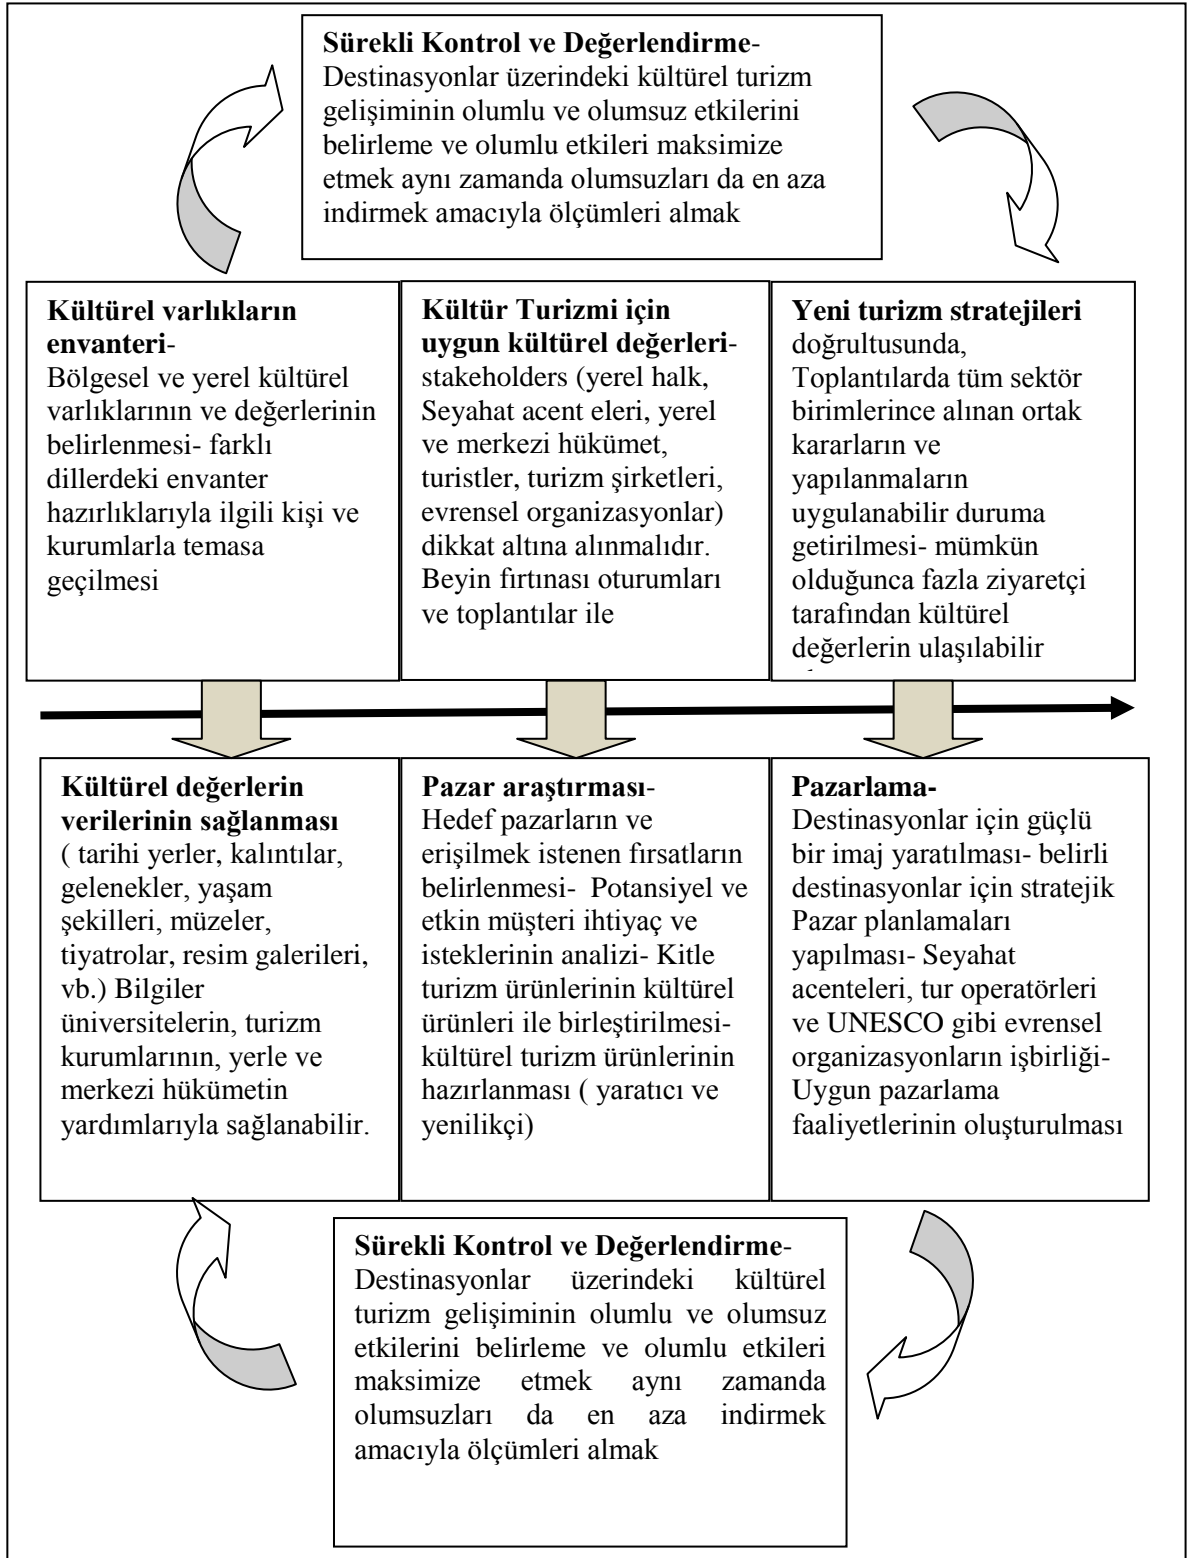 Sürekli Kontrol ve Değerlendirme-
Destinasyonlar üzerindeki kültürel turizm
gelişiminin olumlu ve olumsuz etkilerini
belirleme ve olumlu etkileri maksimize
etmek aynı zamanda olumsuzları da en aza
indirmek amacıyla ölçümleri almak
Kültürel varlıkların
envanteri-
Bölgesel ve yerel kültürel
varlıklarının ve değerlerinin
belirlenmesi- farklı
dillerdeki envanter
hazırlıklarıyla ilgili kişi ve
kurumlarla temasa
geçilmesi
Kültür Turizmi için
uygun kültürel değerleri-
stakeholders (yerel halk,
Seyahat acent eleri, yerel
ve merkezi hükümet,
turistler, turizm şirketleri,
evrensel organizasyonlar)
dikkat altına alınmalıdır.
Beyin fırtınası oturumları
ve toplantılar ile
Yeni turizm stratejileri
doğrultusunda,
Toplantılarda tüm sektör
birimlerince alınan ortak
kararların ve
yapılanmaların
uygulanabilir duruma
getirilmesi- mümkün
olduğunca fazla ziyaretçi
tarafından kültürel
değerlerin ulaşılabilir
Kültürel değerlerin
verilerinin sağlanması
( tarihi yerler, kalıntılar,
gelenekler, yaşam
şekilleri, müzeler,
tiyatrolar, resim galerileri,
vb.) Bilgiler
üniversitelerin, turizm
kurumlarının, yerle ve
merkezi hükümetin
yardımlarıyla sağlanabilir.
Pazar araştırması-
Hedef pazarların ve
erişilmek istenen fırsatların
belirlenmesi- Potansiyel ve
etkin müşteri ihtiyaç ve
isteklerinin analizi- Kitle
turizm ürünlerinin kültürel
ürünleri ile birleştirilmesi-
kültürel turizm ürünlerinin
hazırlanması ( yaratıcı ve
yenilikçi)
Pazarlama-
Destinasyonlar için güçlü
bir imaj yaratılması- belirli
destinasyonlar için stratejik
Pazar planlamaları
yapılması- Seyahat
acenteleri, tur operatörleri
ve UNESCO gibi evrensel
organizasyonların işbirliği-
Uygun pazarlama
faaliyetlerinin oluşturulması
Sürekli Kontrol ve Değerlendirme-
Destinasyonlar üzerindeki kültürel
turizm gelişiminin olumlu ve olumsuz
etkilerini belirleme ve olumlu etkileri
maksimize etmek aynı zamanda
olumsuzları da en aza indirmek
amacıyla ölçümleri almak